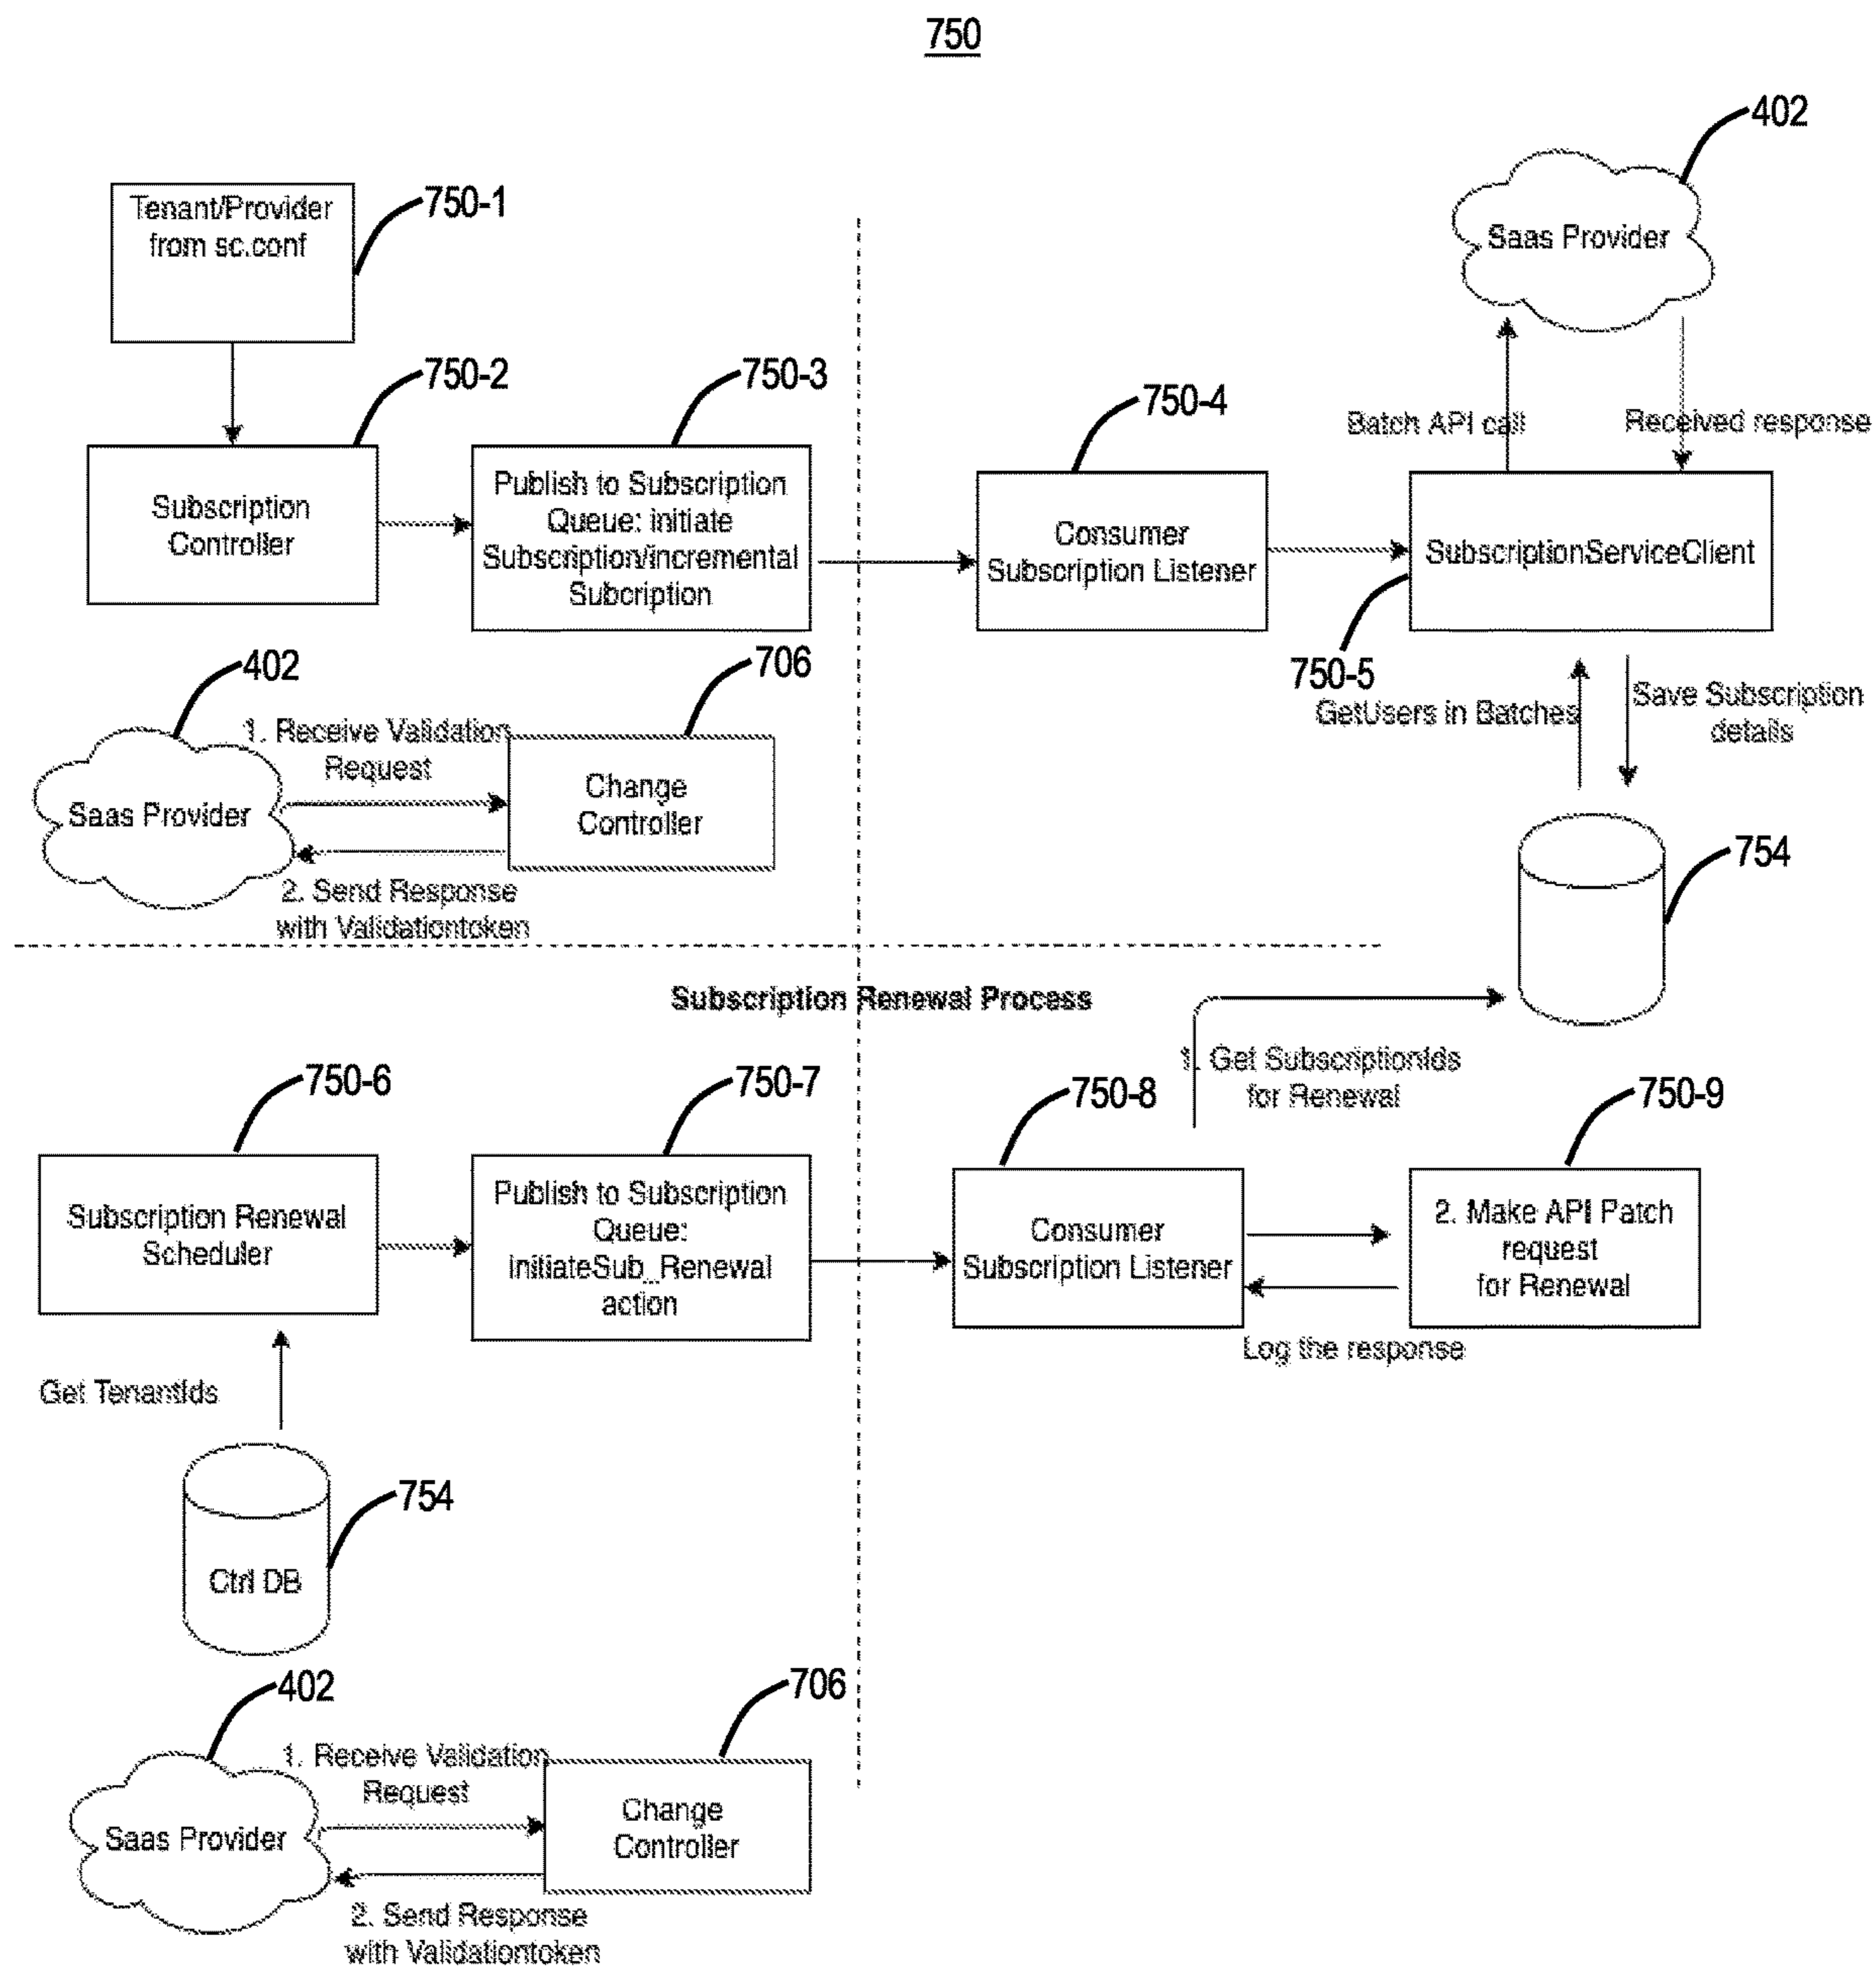 750
402
Tenant/Provider
from sc.conf
750-1
Saas Provider
750-2
750-3
750-4
Batch API call
Received response
Subscription
Controller
Publish to Subscription
Queue: initiate
Subscription/incremental
Subcription
Consumer
Subscription Listener
SubscriptionServiceClient
750-5
402
706
1. Receive Validation
Request
Saas Provider
Change
Controller
2. Send Response
with Validationtoken
GetUsers in Batches
Save Subscription
details
754
Subscription Renewal Process
750-6
750-7
750-8
1. Get SubscriptionIds
for Renewal
750-9
Subscription Renewal
Scheduler
Publish to Subscription
Queue:
InitiateSub_Renewal
action
Consumer
Subscription Listener
2. Make API Patch
request
for Renewal
Log the response
Get TenantIds
754
Ctrl DB
402
706
1. Receive Validation
Request
Saas Provider
Change
Controller
2. Send Response
with Validationtoken